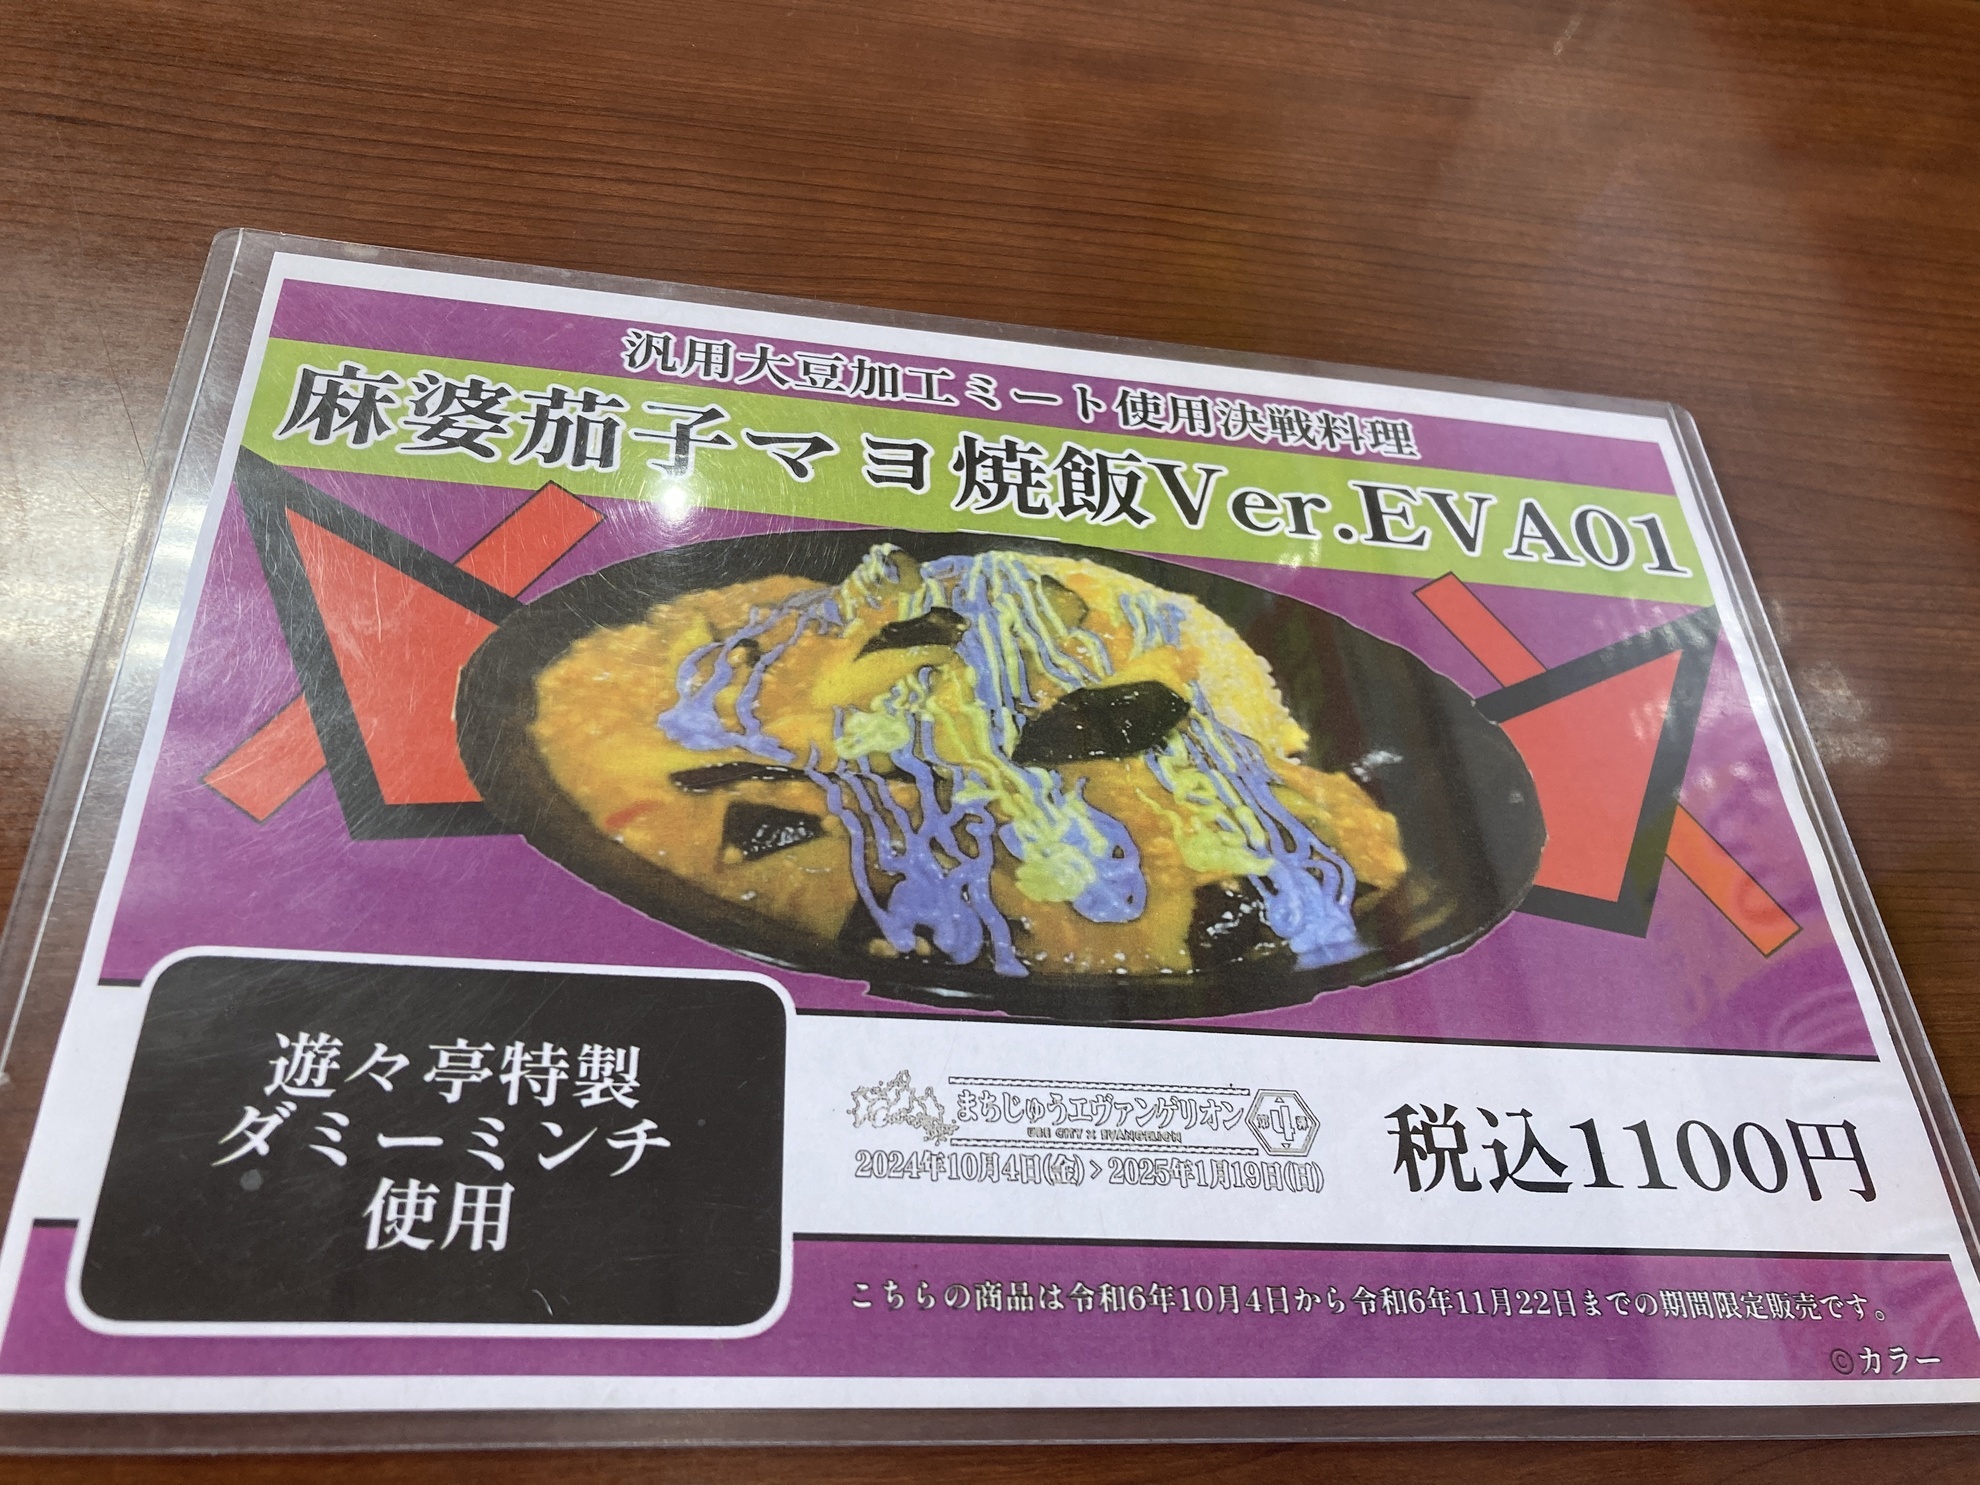 汎用大豆加工ミート使用決戦料理
麻婆茄子マヨ焼飯Ver.EVA01
遊々亭特製
ダミーミンチ
使用
まちじゅうエヴァンゲリオン
第4弾
UBE CITY × EVANGELION
2024年10月4日(金)>2025年1月19日(日)
税込1100円
こちらの商品は令和6年10月4日から令和6年11月22日までの期間限定販売です。
©カラー